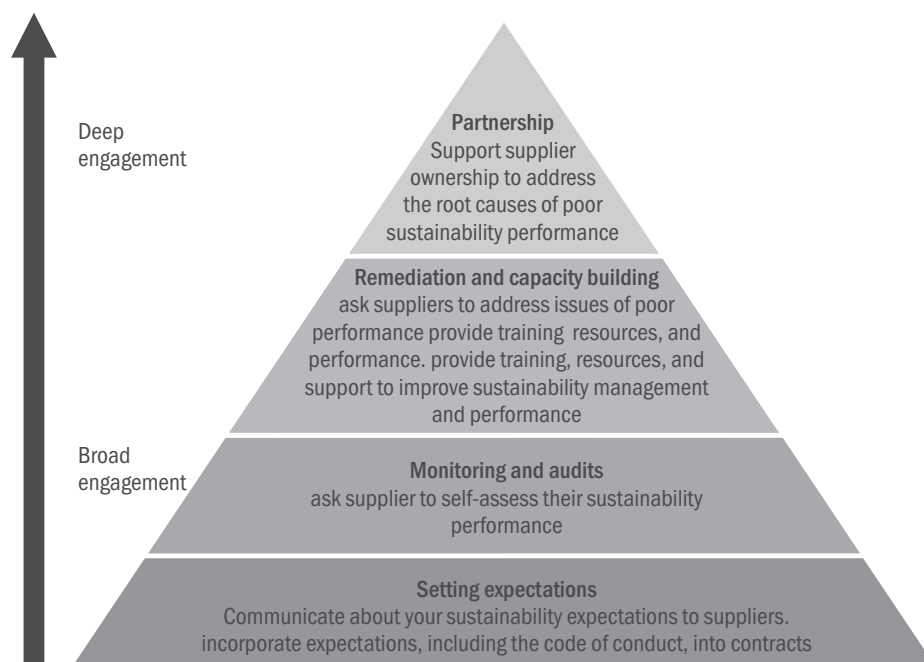 Deep
engagement
Partnership
Support supplier
ownership to address
the root causes of poor
sustainability performance
Remediation and capacity building
ask suppliers to address issues of poor
performance provide training resources, and
performance. provide training, resources, and
support to improve sustainability management
and performance
Broad
engagement
Monitoring and audits
ask supplier to self-assess their sustainability
performance
Setting expectations
Communicate about your sustainability expectations to suppliers.
incorporate expectations, including the code of conduct, into contracts